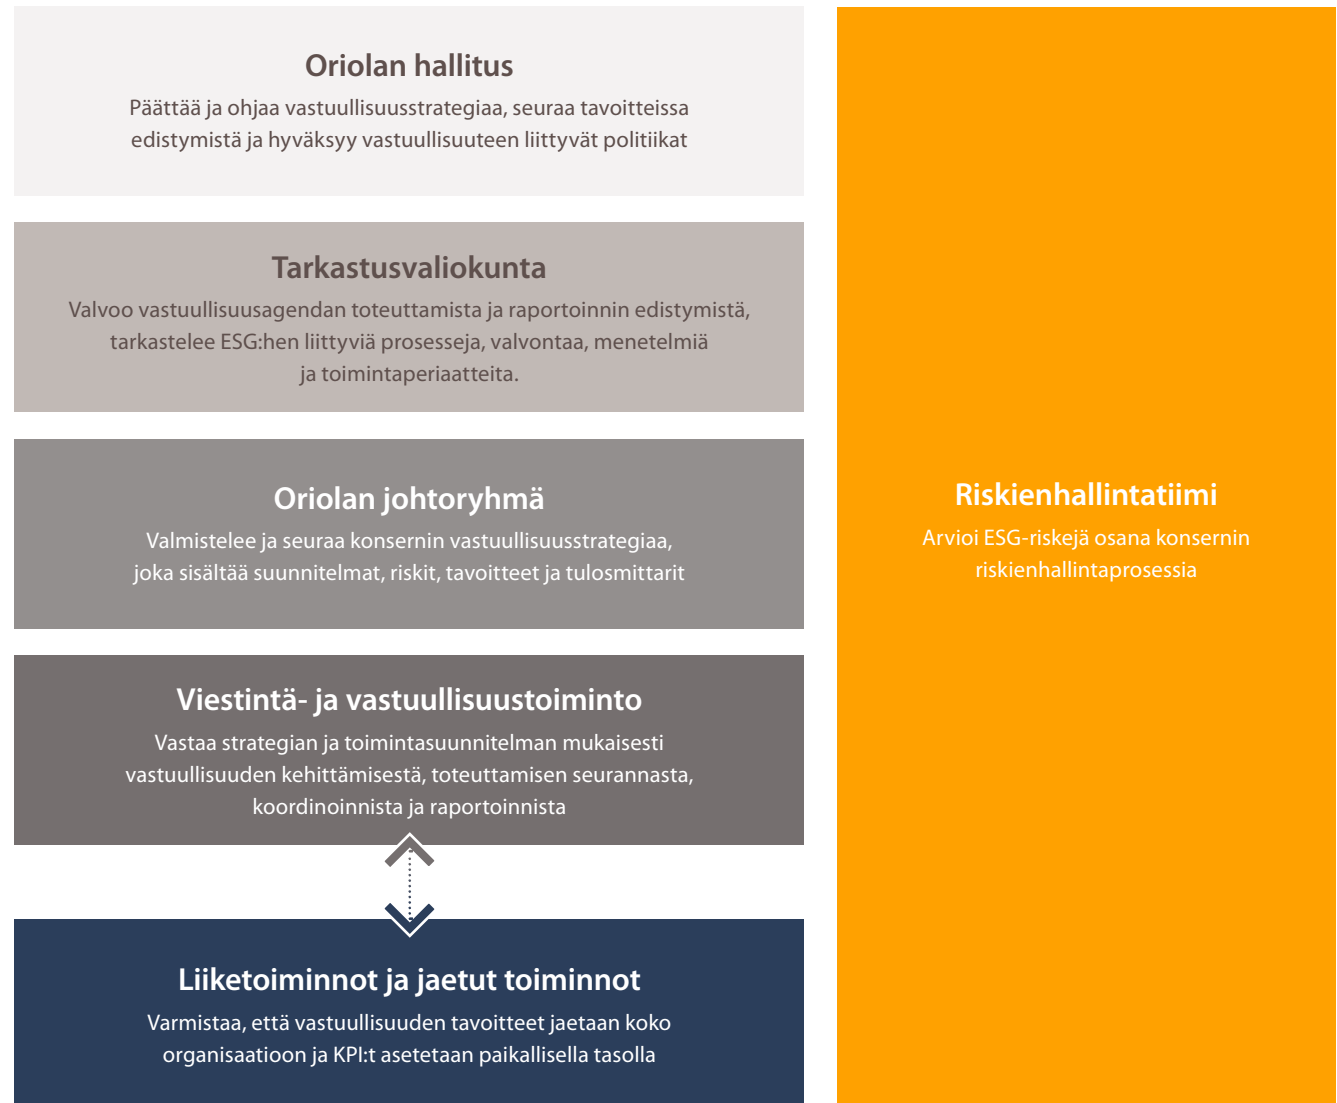 Oriolan hallitus
Päättää ja ohjaa vastuullisuusstrategiaa, seuraa tavoitteissa
edistymistä ja hyväksyy vastuullisuuteen liittyvät politiikat
Tarkastusvaliokunta
Valvoo vastuullisuusagendan toteuttamista ja raportoinnin edistymistä,
tarkastelee ESG:hen liittyviä prosesseja, valvontaa, menetelmiä
ja toimintaperiaatteita.
Oriolan johtoryhmä
Valmistelee ja seuraa konsernin vastuullisuusstrategiaa,
joka sisältää suunnitelmat, riskit, tavoitteet ja tulosmittarit
Viestintä- ja vastuullisuustoiminto
Vastaa strategian ja toimintasuunnitelman mukaisesti
vastuullisuuden kehittämisestä, toteuttamisen seurannasta,
koordinoinnista ja raportoinnista
Liiketoiminnot ja jaetut toiminnot
Varmistaa, että vastuullisuuden tavoitteet jaetaan koko
organisaatioon ja KPI:t asetetaan paikallisella tasolla
Riskienhallintatiimi
Arvioi ESG-riskejä osana konsernin
riskienhallintaprosessia